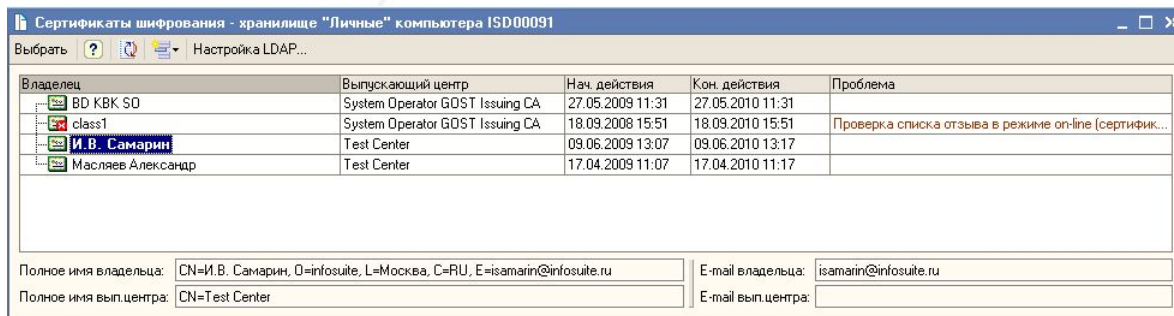 Сертификаты шифрования - хранилище "Личные" компьютера ISD00091
Выбрать ? Настройка LDAP...
Владелец Выпускающий центр Нач. действия Кон. действия Проблема
BD KBK SO System Operator GOST Issuing CA 27.05.2009 11:31 27.05.2010 11:31
class1 System Operator GOST Issuing CA 18.09.2008 15:51 18.09.2010 15:51 Проверка списка отзыва в режиме on-line (сертифик...
И.В. Самарин Test Center 09.06.2009 13:07 09.06.2010 13:17
Масляев Александр Test Center 17.04.2009 11:07 17.04.2010 11:17
Полное имя владельца: CN=И.В. Самарин, O=infosuite, L=Москва, C=RU, E=isamarin@infosuite.ru E-mail владельца: isamarin@infosuite.ru
Полное имя вып.центра: CN=Test Center E-mail вып.центра: